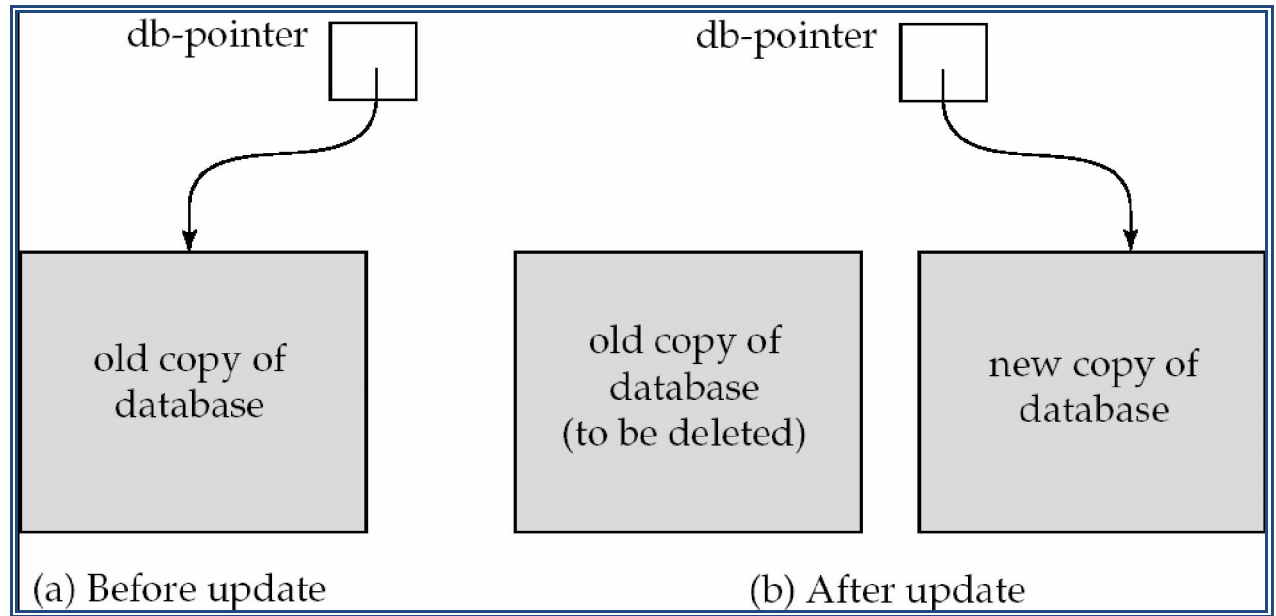 db-pointer
old copy of
database
(a) Before update
db-pointer
old copy of
database
(to be deleted)
new copy of
database
(b) After update